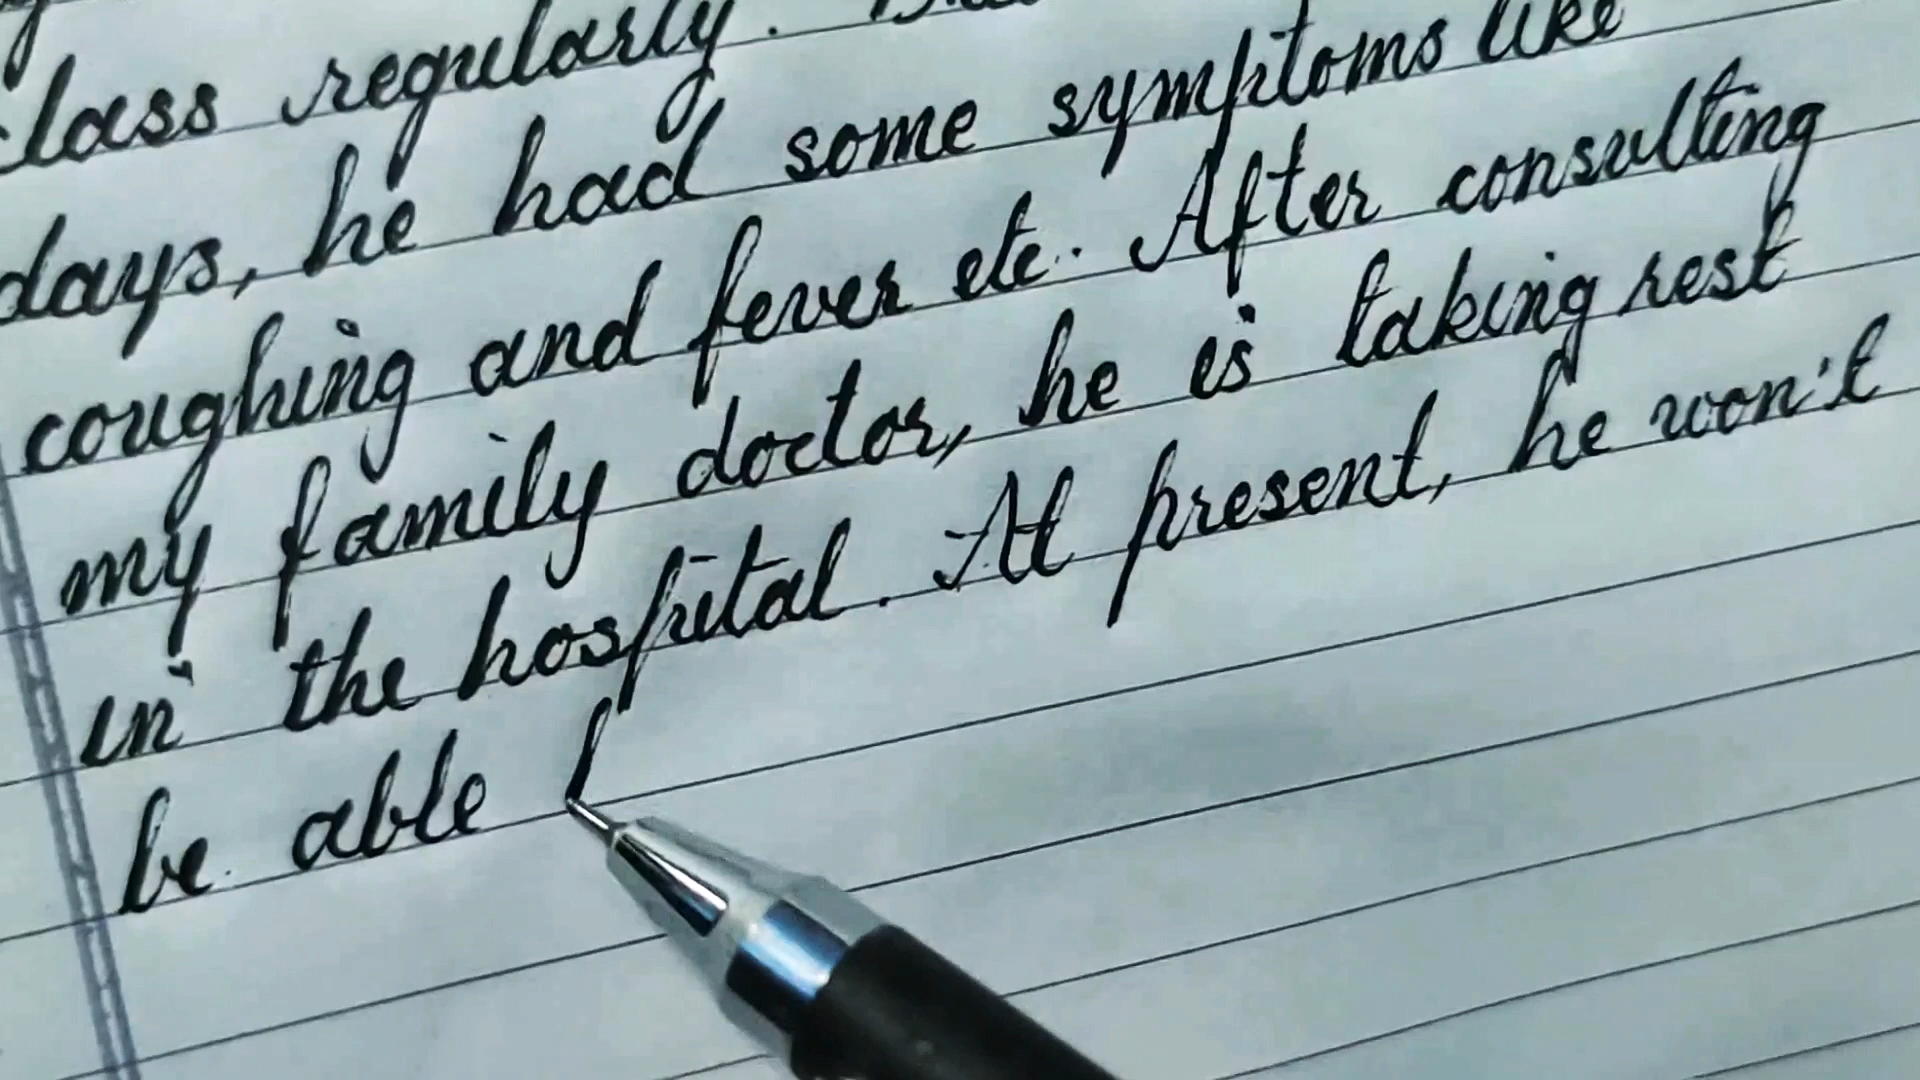 class regularly.
days, he had some symptoms like
coughing and fever etc. After consulting
my family doctor, he is taking rest
in the hospital. At present, he won't
be able